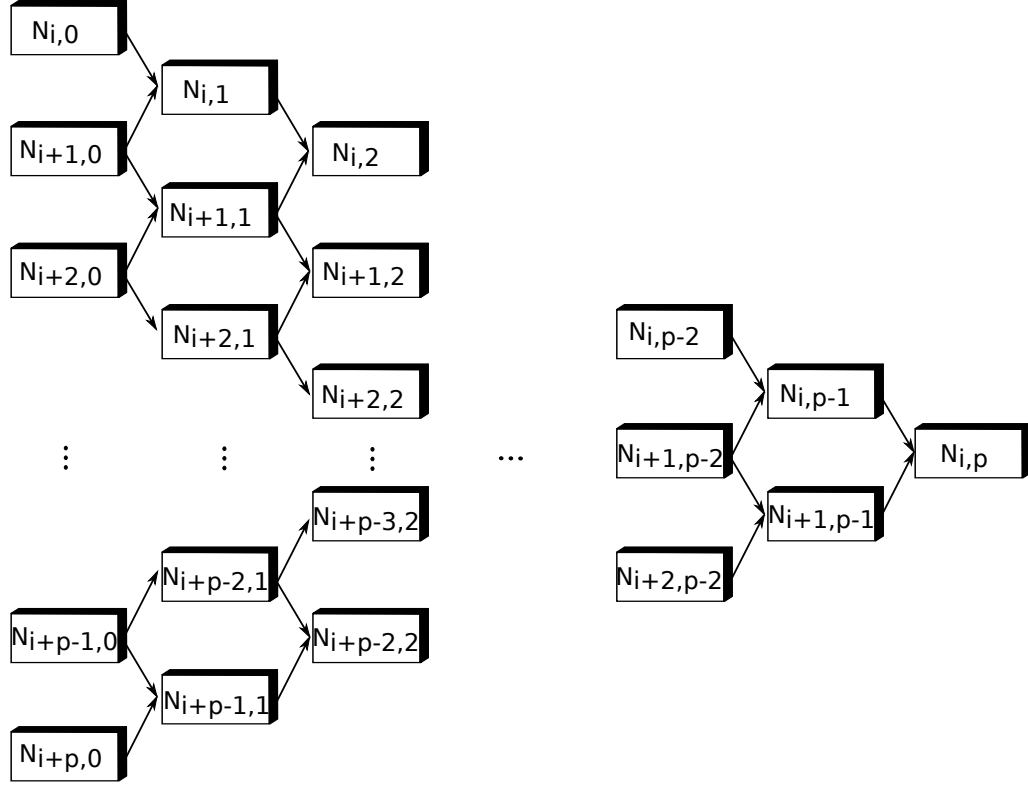 Ni,0
Ni+1,0
Ni+2,0
⋮
Ni+p-1,0
Ni+p,0
Ni,1
Ni+1,1
Ni+2,1
⋮
Ni+p-2,1
Ni+p-1,1
Ni,2
Ni+1,2
Ni+2,2
⋮
Ni+p-3,2
Ni+p-2,2
...
Ni,p-2
Ni+1,p-2
Ni+2,p-2
Ni,p-1
Ni+1,p-1
Ni,p